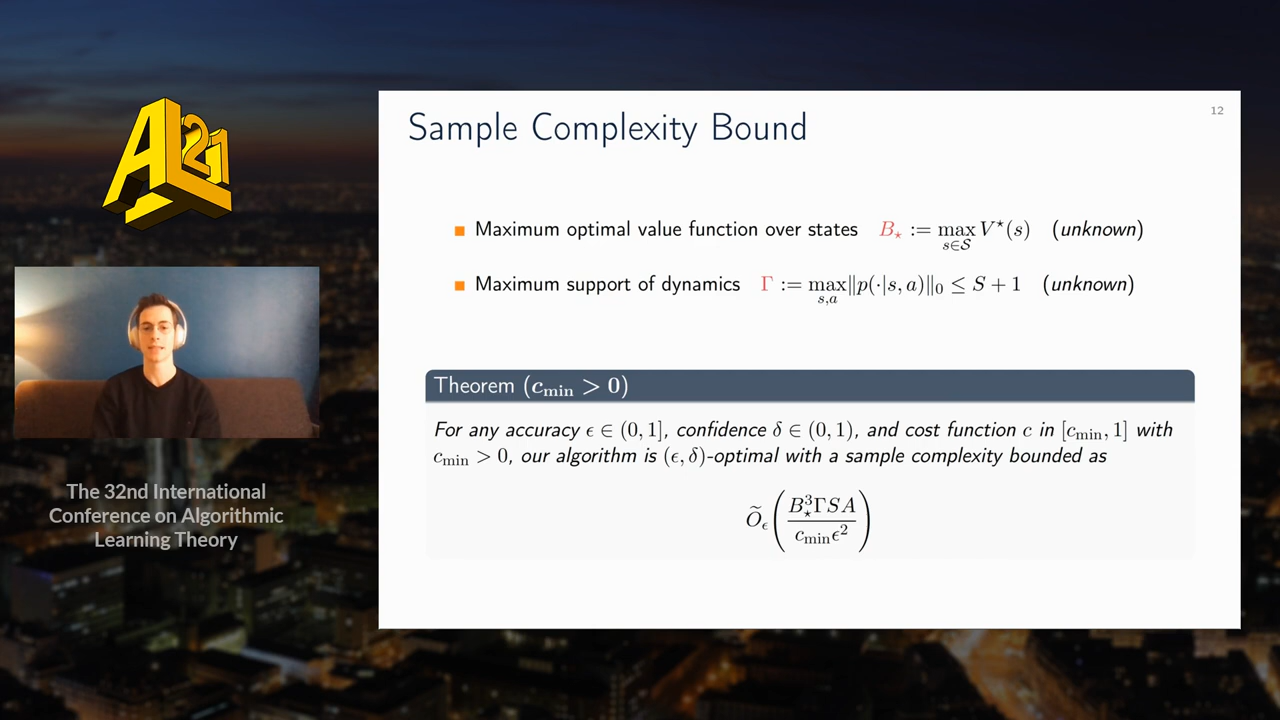 AL21
The 32nd International
Conference on Algorithmic
Learning Theory
12
Sample Complexity Bound
Maximum optimal value function over states B⋆ := max_{s∈𝒮} V⋆(s) (unknown)
Maximum support of dynamics Γ := max_{s,a} ‖p(·|s, a)‖₀ ≤ S + 1 (unknown)
Theorem (c_min > 0)
For any accuracy ϵ ∈ (0, 1], confidence δ ∈ (0, 1), and cost function c in [c_min, 1] with
c_min > 0, our algorithm is (ϵ, δ)-optimal with a sample complexity bounded as
Õ_ϵ(B⋆³ΓSA / c_min ϵ²)